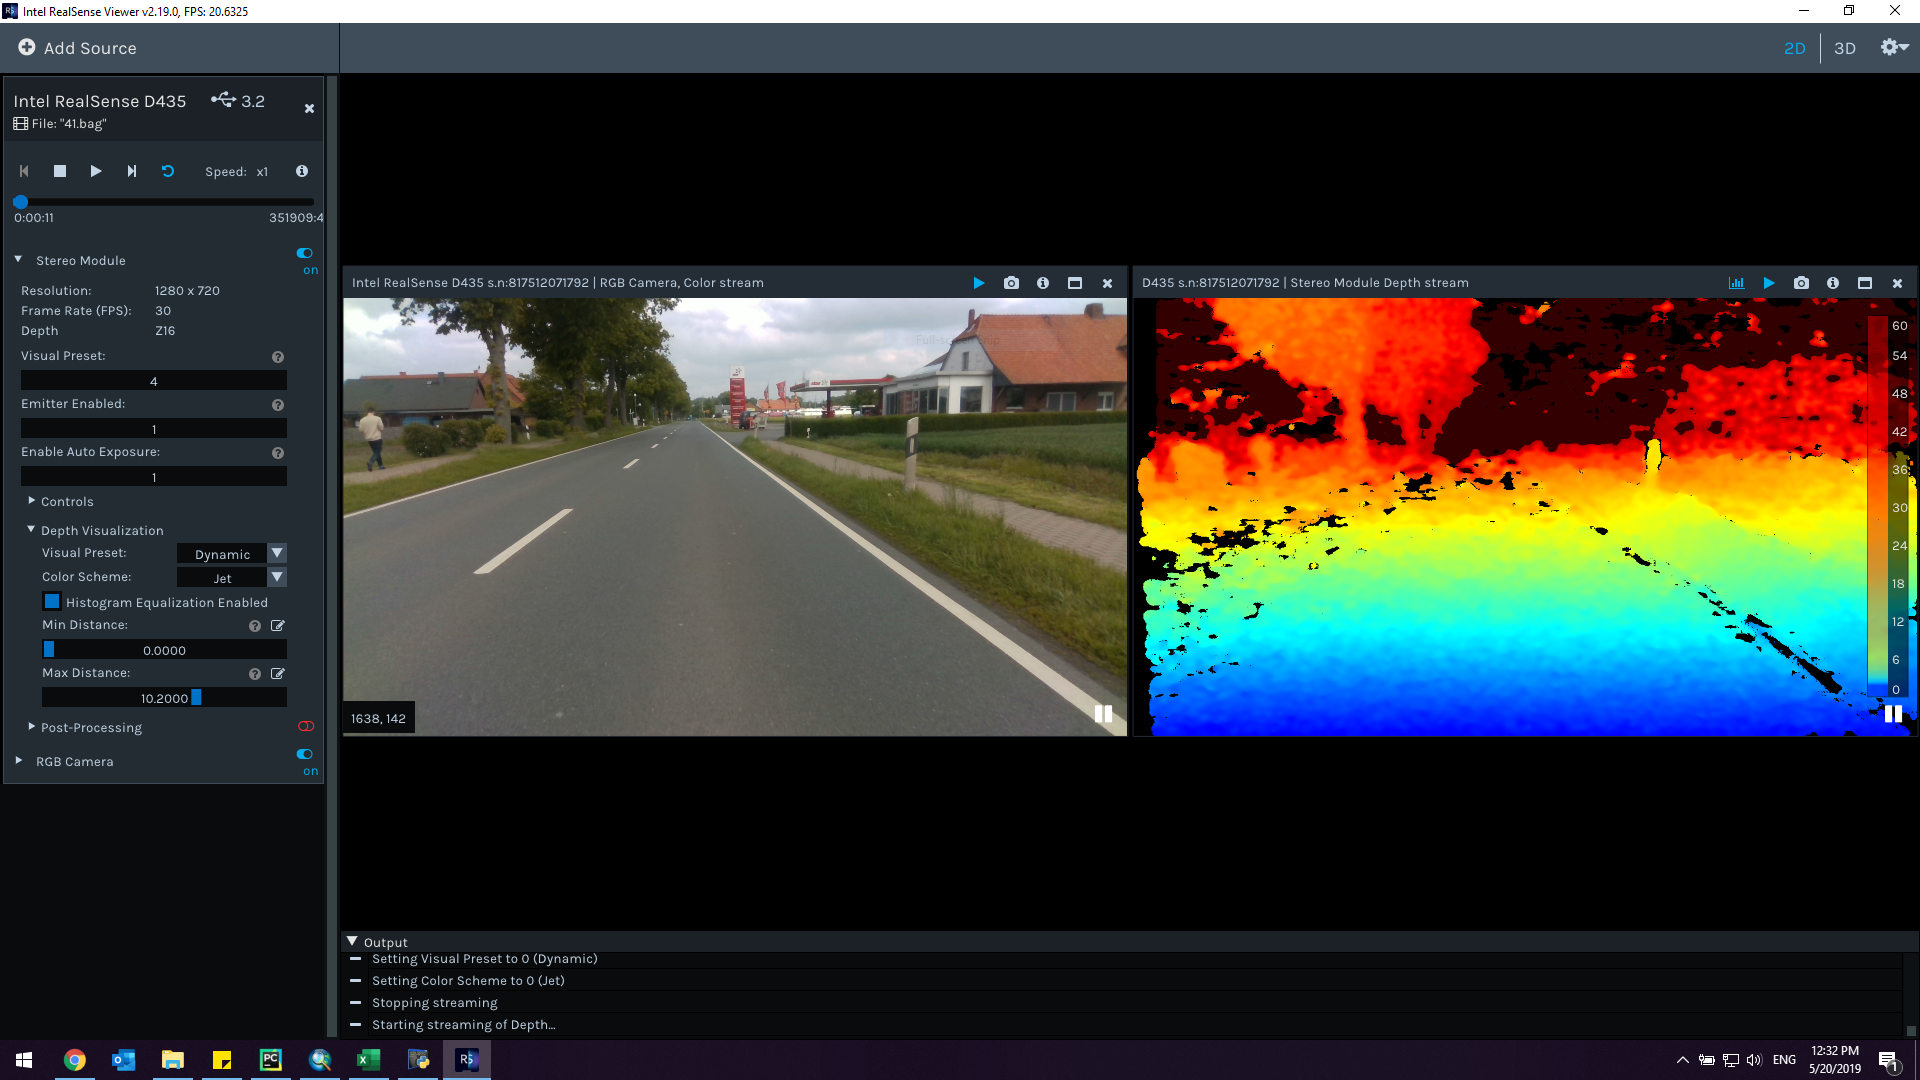 Intel RealSense Viewer v2.19.0, FPS: 20.6325
Add Source
2D
3D
Intel RealSense D435
3.2
File: "41.bag"
Speed: x1
0:00:11
351909:4
Stereo Module
on
Resolution: 1280 x 720
Frame Rate (FPS): 30
Depth Z16
Visual Preset:
4
Emitter Enabled:
1
Enable Auto Exposure:
1
Controls
Depth Visualization
Visual Preset: Dynamic
Color Scheme: Jet
Histogram Equalization Enabled
Min Distance:
0.0000
Max Distance:
10.2000
Post-Processing
RGB Camera
on
Intel RealSense D435 s.n:817512071792 | RGB Camera, Color stream
Full-screen Snip
1638, 142
D435 s.n:817512071792 | Stereo Module Depth stream
60
54
48
42
36
30
24
18
12
6
0
Output
Setting Visual Preset to 0 (Dynamic)
Setting Color Scheme to 0 (Jet)
Stopping streaming
Starting streaming of Depth...
PC
RS
ENG
12:32 PM
5/20/2019
1